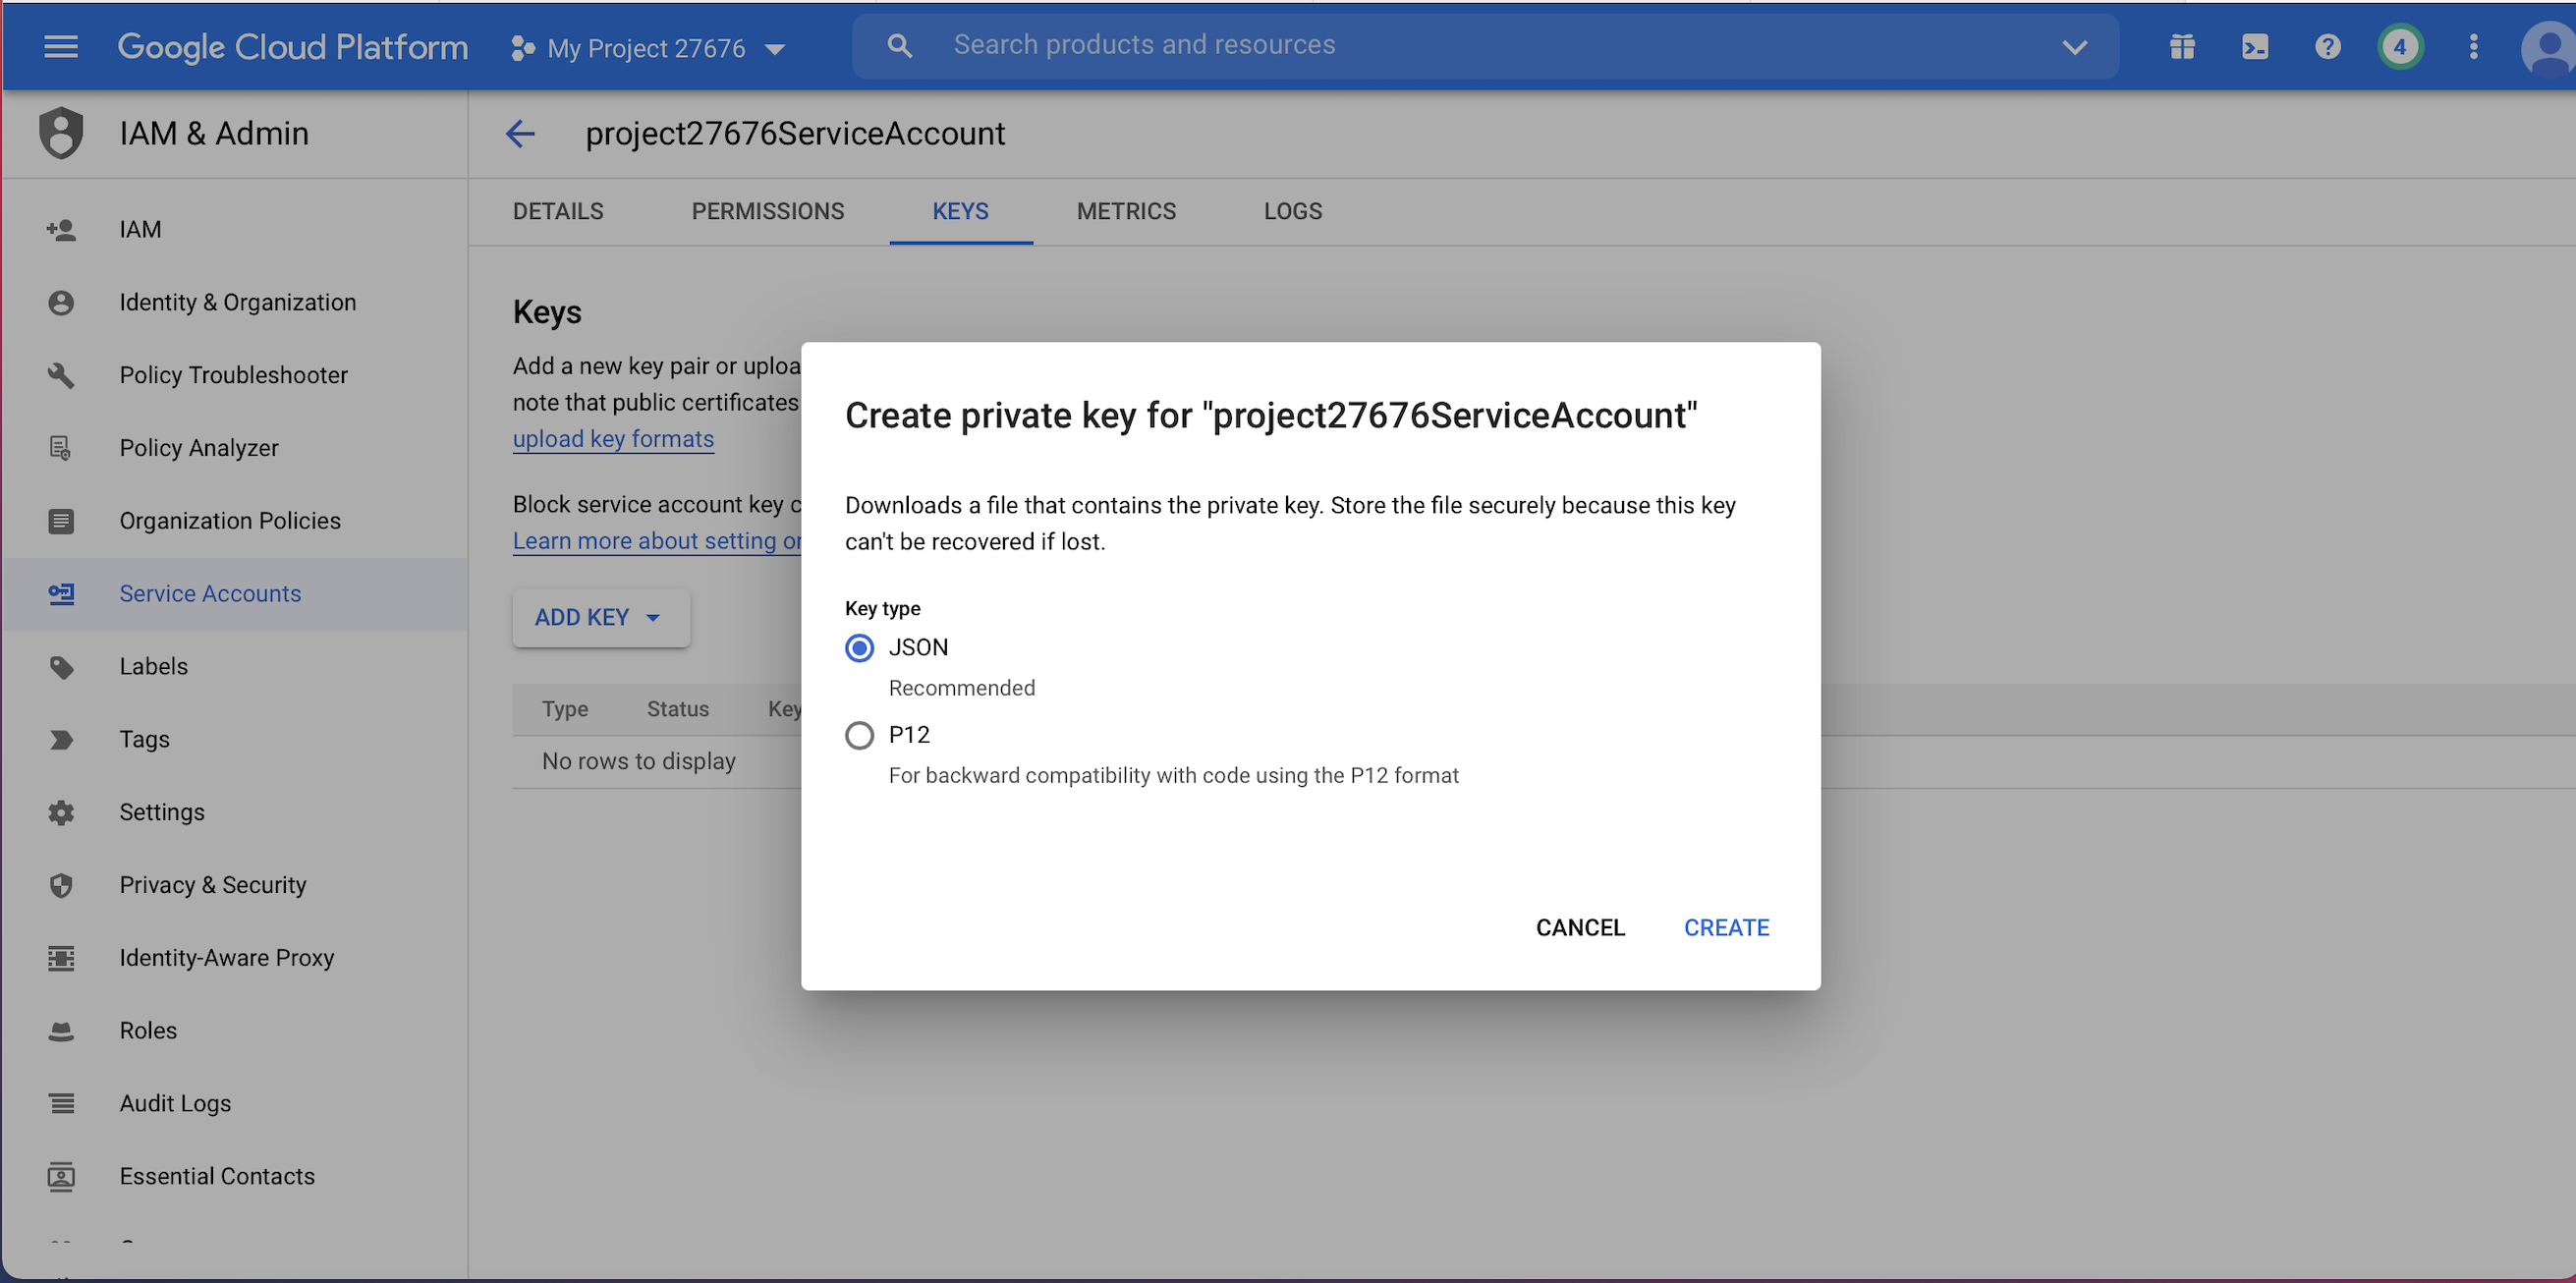 Google Cloud Platform
My Project 27676
Search products and resources
4
IAM & Admin
project27676ServiceAccount
DETAILS
PERMISSIONS
KEYS
METRICS
LOGS
IAM
Identity & Organization
Policy Troubleshooter
Policy Analyzer
Organization Policies
Service Accounts
Labels
Tags
Settings
Privacy & Security
Identity-Aware Proxy
Roles
Audit Logs
Essential Contacts
Keys
Add a new key pair or
note that public certificates
upload key formats
Block service account key
Learn more about setting
ADD KEY
Type Status Key
No rows to display
Create private key for "project27676ServiceAccount"
Downloads a file that contains the private key. Store the file securely because this key
can't be recovered if lost.
Key type
JSON
Recommended
P12
For backward compatibility with code using the P12 format
CANCEL
CREATE